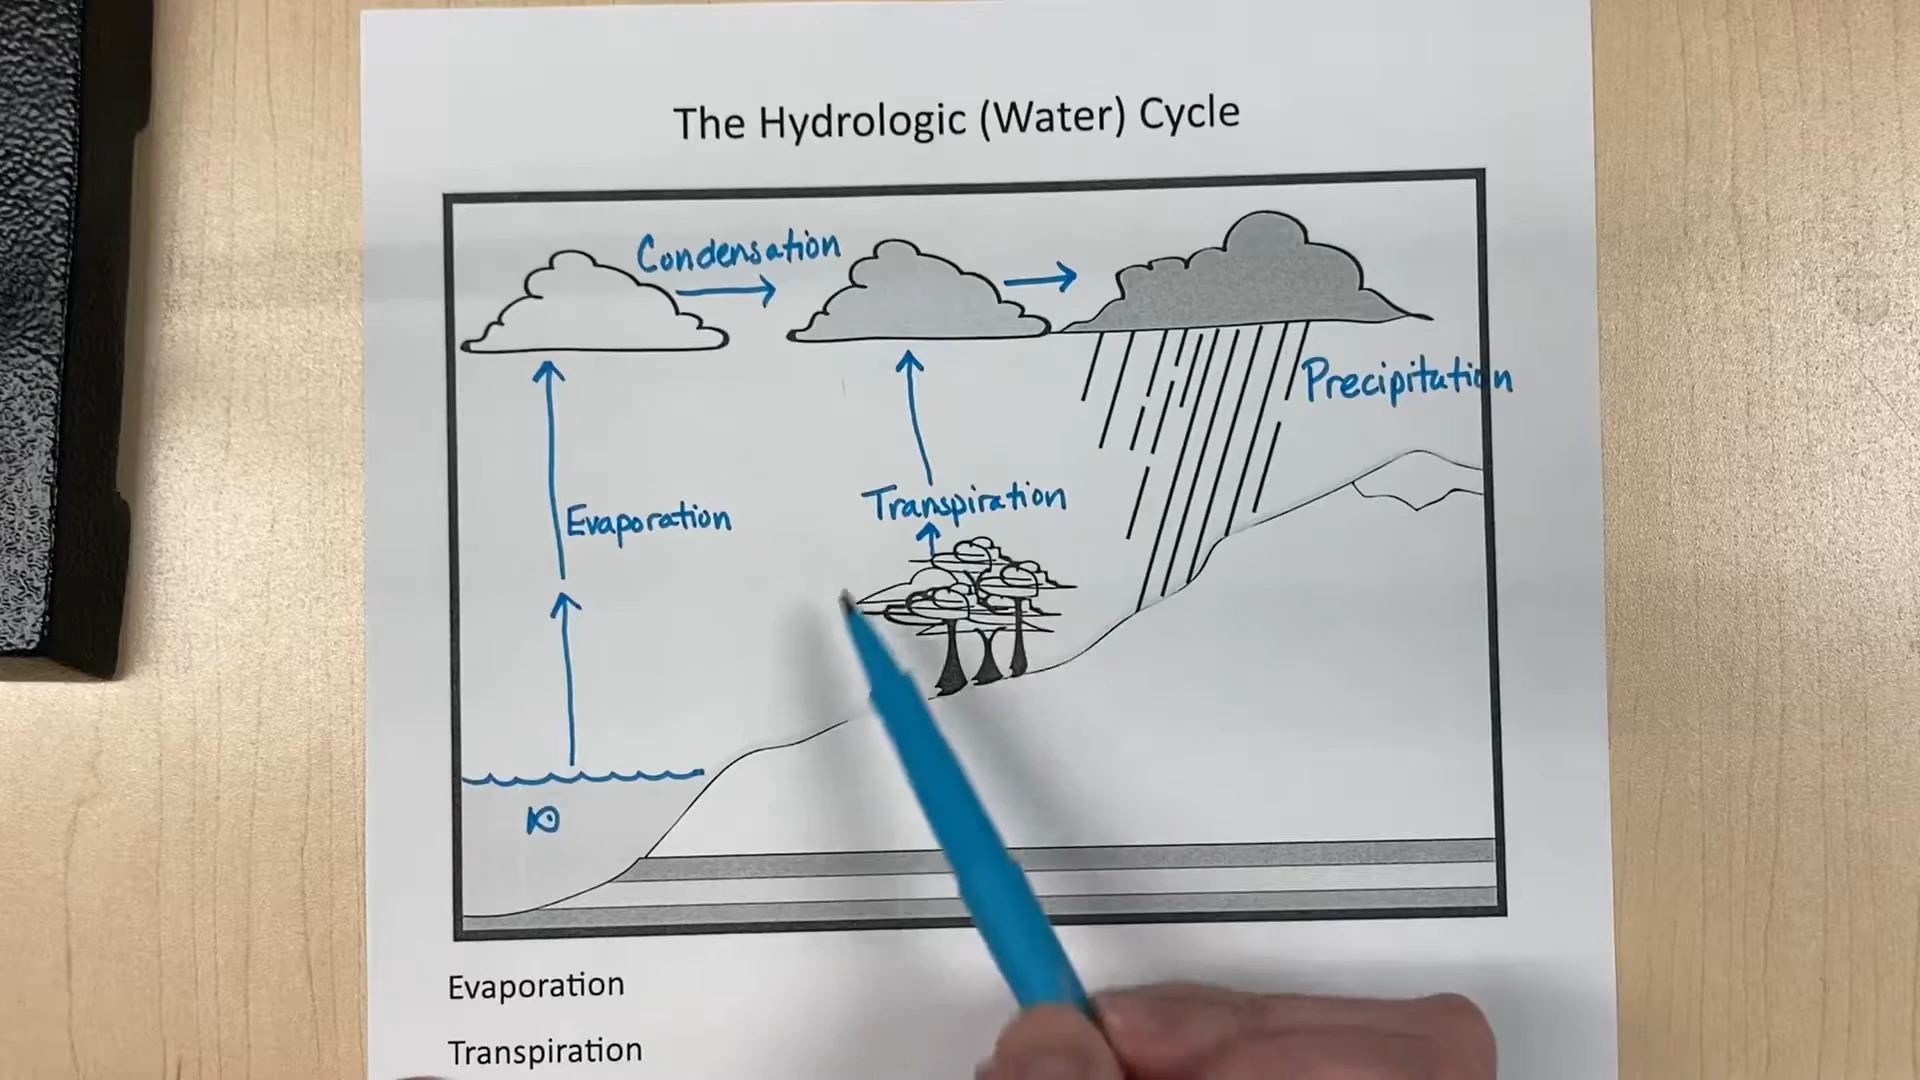 The Hydrologic (Water) Cycle
Condensation
Precipitation
Transpiration
Evaporation
Evaporation
Transpiration